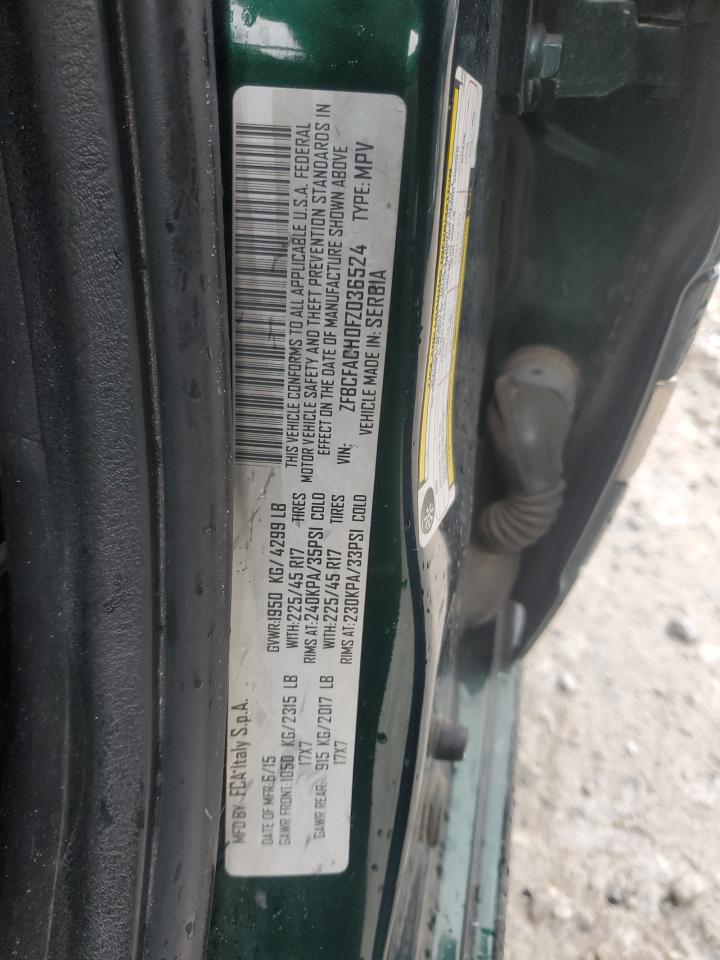 MFD BY FCA Italy S.p.A.
DATE OF MFR: 6/15 GVWR: 1950 KG/ 4299 LB
GAWR FRONT: 1050 KG/2315 LB WITH: 225/45 R17 TIRES
17X7 RIMS AT: 240KPA/35PSI COLD
GAWR REAR: 915 KG/2017 LB WITH: 225/45 R17 TIRES
17X7 RIMS AT: 230KPA/33PSI COLD
THIS VEHICLE CONFORMS TO ALL APPLICABLE U.S.A. FEDERAL
MOTOR VEHICLE SAFETY AND THEFT PREVENTION STANDARDS IN
EFFECT ON THE DATE OF MANUFACTURE SHOWN ABOVE
VIN: ZFBCFACH0FZ036524 TYPE: MPV
VEHICLE MADE IN: SERBIA